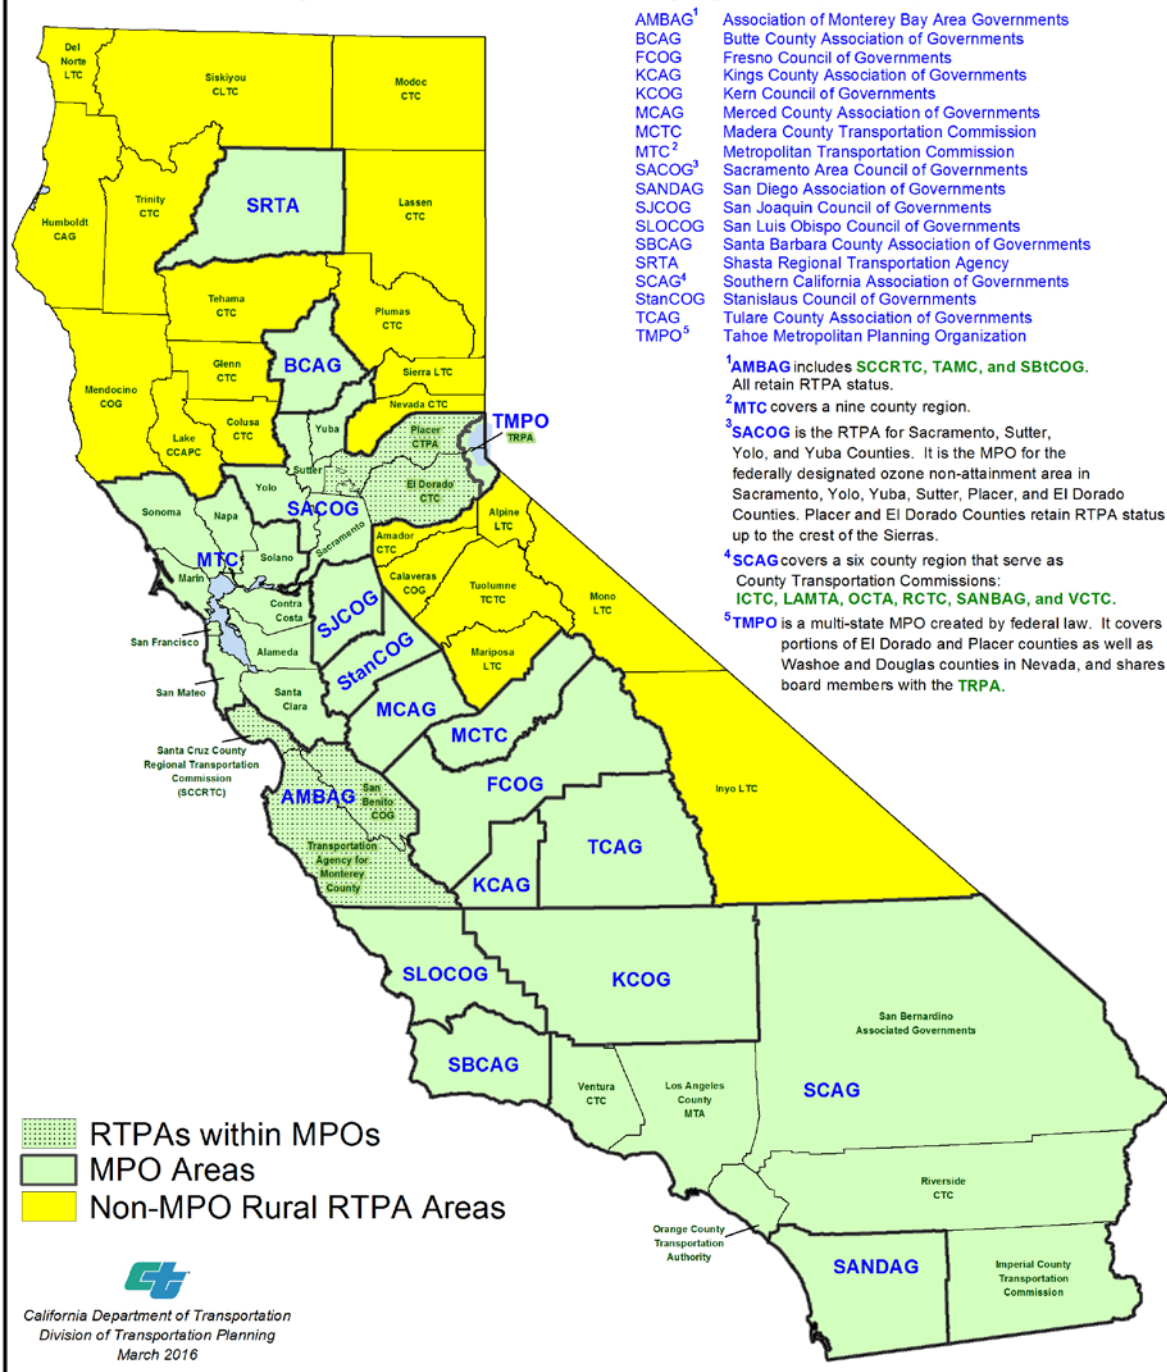 AMBAG1 Association of Monterey Bay Area Governments
BCAG Butte County Association of Governments
FCOG Fresno Council of Governments
KCAG Kings County Association of Governments
KCOG Kern Council of Governments
MCAG Merced County Association of Governments
MCTC Madera County Transportation Commission
MTC2 Metropolitan Transportation Commission
SACOG3 Sacramento Area Council of Governments
SANDAG San Diego Association of Governments
SJCOG San Joaquin Council of Governments
SLOCOG San Luis Obispo Council of Governments
SBCAG Santa Barbara County Association of Governments
SRTA Shasta Regional Transportation Agency
SCAG4 Southern California Association of Governments
StanCOG Stanislaus Council of Governments
TCAG Tulare County Association of Governments
TMPO5 Tahoe Metropolitan Planning Organization
1AMBAG includes SCCRTC, TAMC, and SBtCOG.
All retain RTPA status.
2MTC covers a nine county region.
3SACOG is the RTPA for Sacramento, Sutter,
Yolo, and Yuba Counties. It is the MPO for the
federally designated ozone non-attainment area in
Sacramento, Yolo, Yuba, Sutter, Placer, and El Dorado
Counties. Placer and El Dorado Counties retain RTPA status
up to the crest of the Sierras.
4SCAG covers a six county region that serve as
County Transportation Commissions:
ICTC, LAMTA, OCTA, RCTC, SANBAG, and VCTC.
5TMPO is a multi-state MPO created by federal law. It covers
portions of El Dorado and Placer counties as well as
Washoe and Douglas counties in Nevada, and shares
board members with the TRPA.
Del
Norte
LTC
Siskiyou
CLTC
Modoc
CTC
Humboldt
CAG
Trinity
CTC
SRTA
Lassen
CTC
Tehama
CTC
Plumas
CTC
Mendocino
COG
Glenn
CTC
BCAG
Sierra LTC
Nevada CTC
Lake
CCAPC
Colusa
CTC
Yuba
Sutter
Placer
CTPA
TMPO
TRPA
El Dorado
CTC
Yolo
SACOG
Sacramento
Sonoma
Napa
Solano
MTC
Marin
Contra
Costa
San Francisco
Alameda
San Mateo
Santa
Clara
Amador
CTC
Alpine
LTC
Calaveras
COG
Tuolumne
TCTC
Mono
LTC
Mariposa
LTC
SJCOG
StanCOG
MCAG
MCTC
FCOG
Santa Cruz County
Regional Transportation
Commission
(SCCRTC)
AMBAG
San
Benito
COG
Transportation
Agency for
Monterey
County
KCAG
TCAG
Inyo LTC
SLOCOG
KCOG
San Bernardino
Associated Governments
SBCAG
Ventura
CTC
Los Angeles
County
MTA
SCAG
Riverside
CTC
Orange County
Transportation
Authority
SANDAG
Imperial County
Transportation
Commission
RTPAs within MPOs
MPO Areas
Non-MPO Rural RTPA Areas
ct
California Department of Transportation
Division of Transportation Planning
March 2016